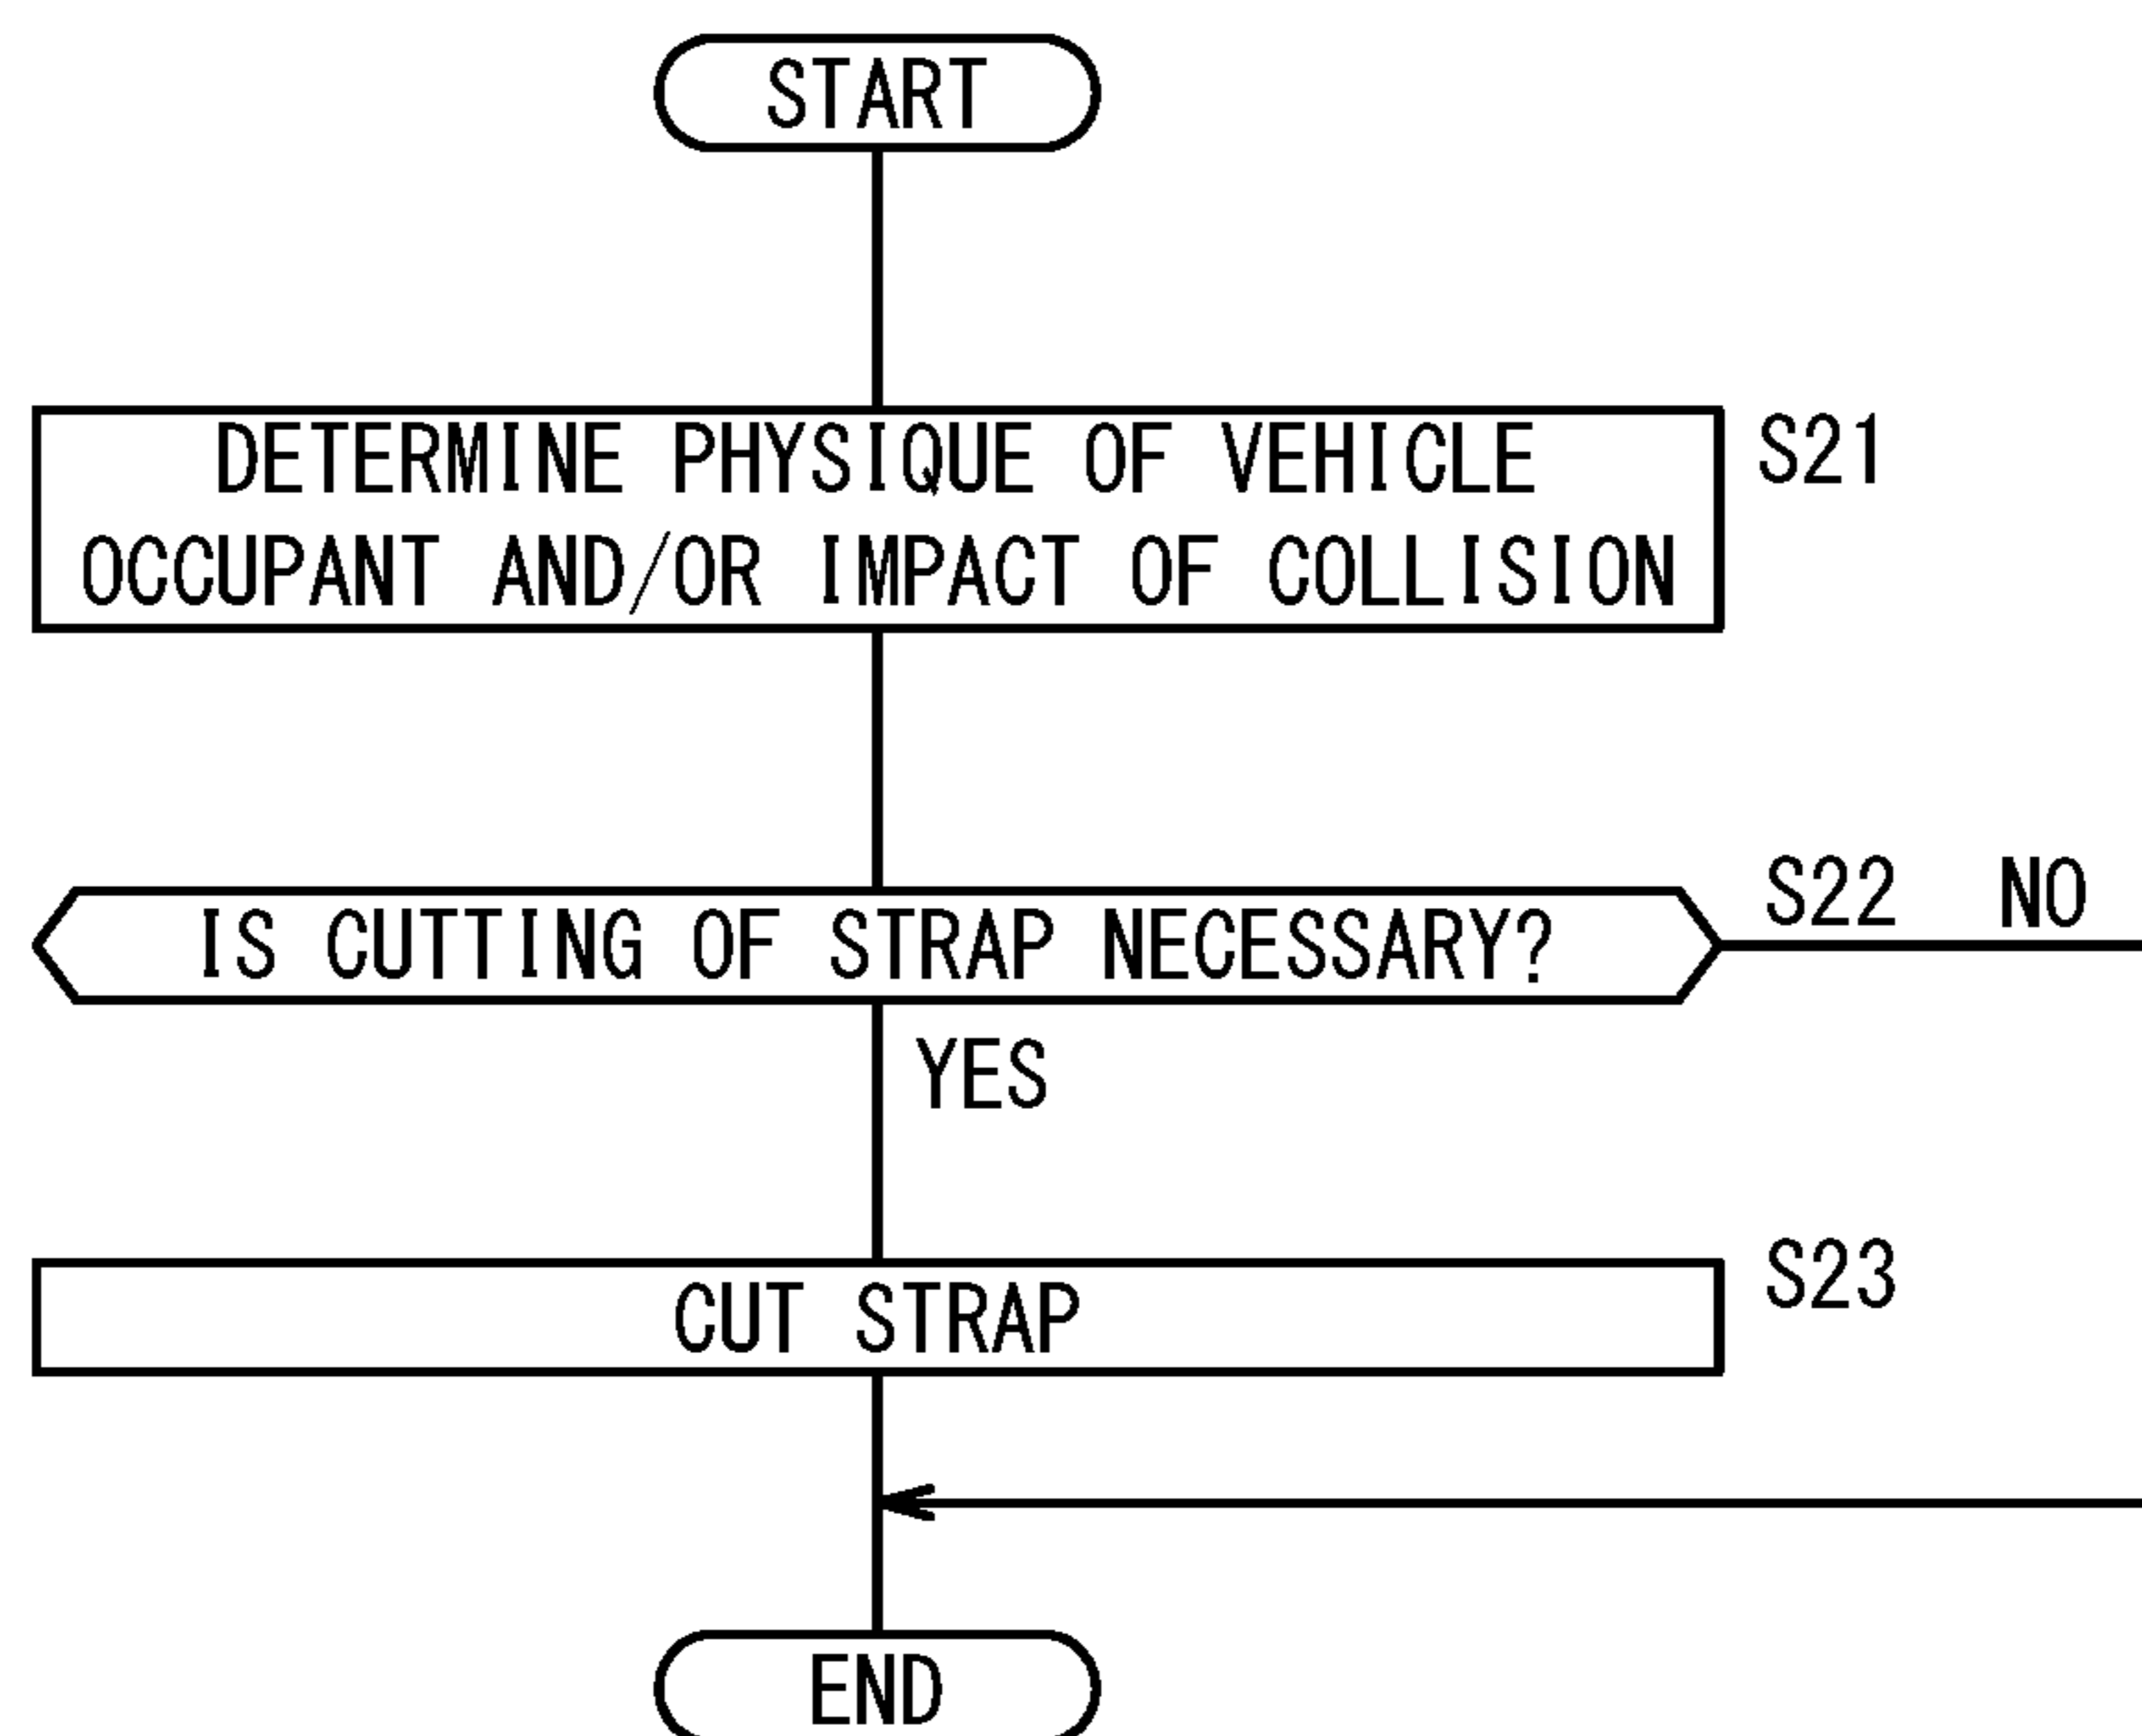 START
DETERMINE PHYSIQUE OF VEHICLE
OCCUPANT AND/OR IMPACT OF COLLISION
S21
IS CUTTING OF STRAP NECESSARY?
S22
NO
YES
CUT STRAP
S23
END